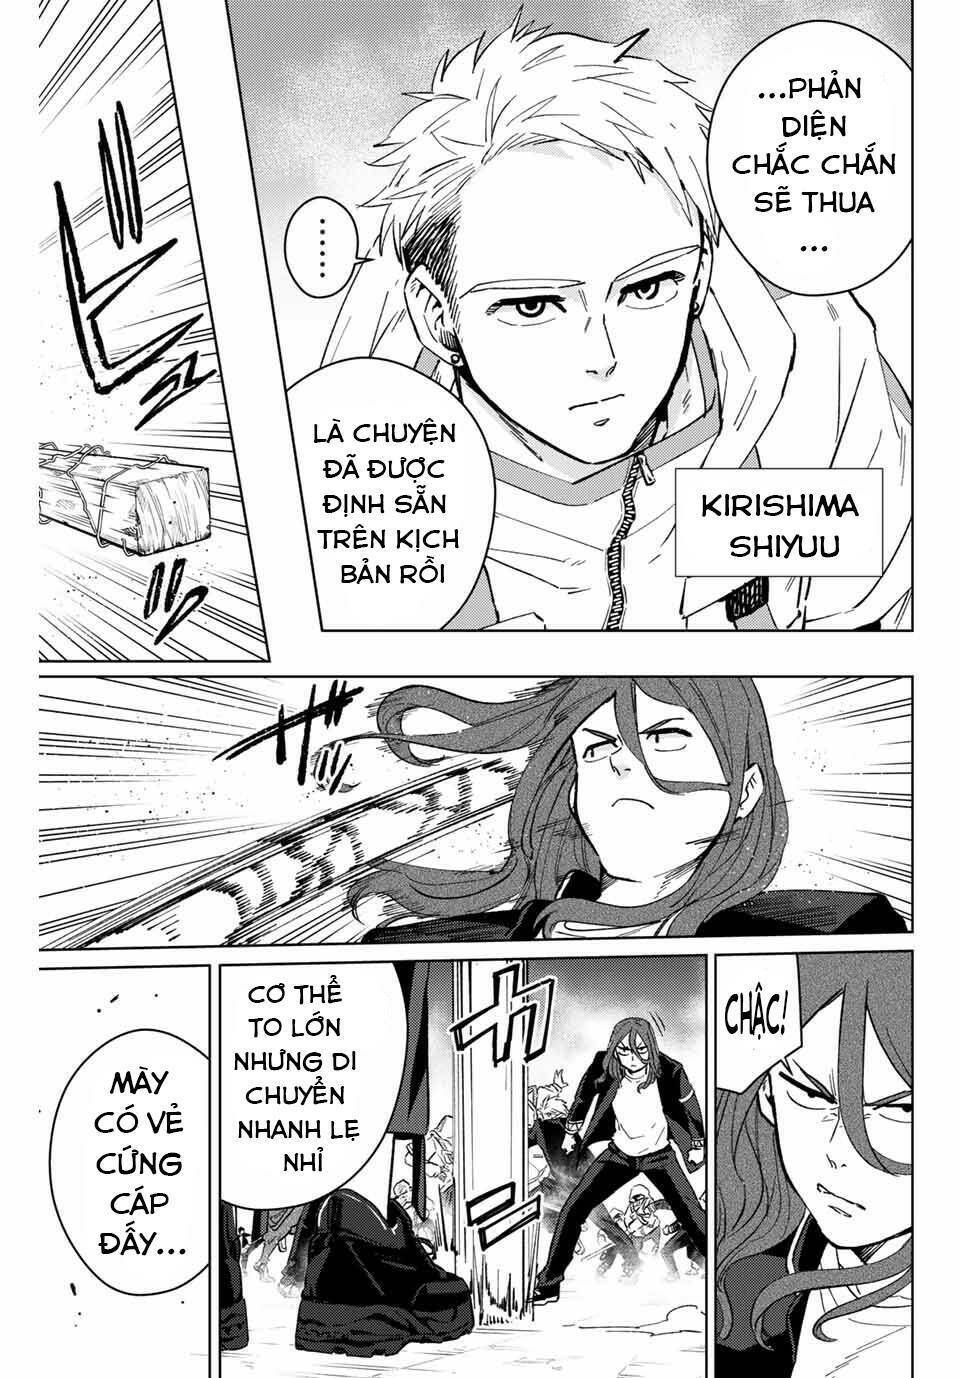 ...PHẢN
DIỆN
CHẮC CHẮN
SẼ THUA
...
......
LÀ CHUYỆN
ĐÃ ĐƯỢC
ĐỊNH SẴN
TRÊN KỊCH
BẢN RỒI
KIRISHIMA
SHIYUU
ビ
CHẬC!
CƠ THỂ
TO LỚN
NHƯNG DI
CHUYỂN
NHANH LẸ
NHỈ
MÀY
CÓ VẺ
CỨNG
CÁP
ĐẤY...